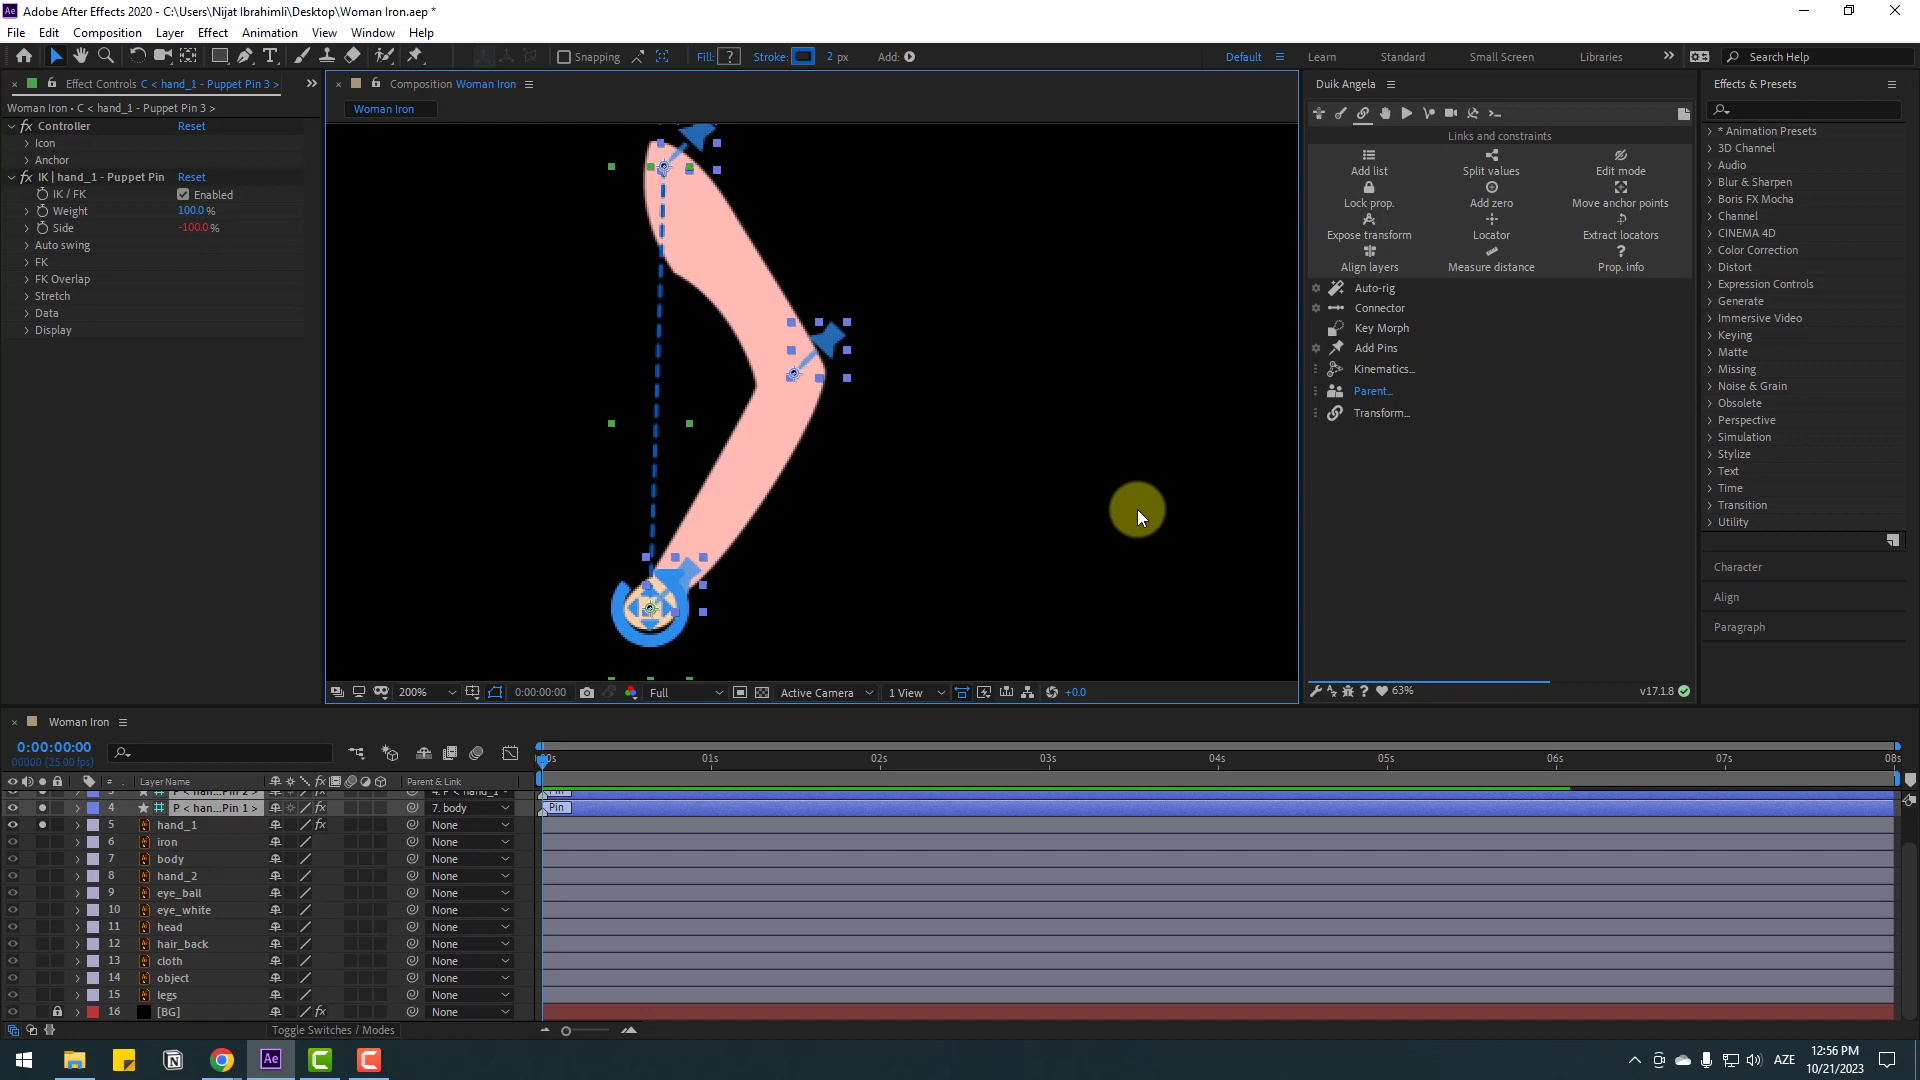 Adobe After Effects 2020 - C:\Users\Nijat Ibrahimli\Desktop\Woman Iron.aep *
File Edit Composition Layer Effect Animation View Window Help
Snapping Fill: ? Stroke: 2 px Add: Default Learn Standard Small Screen Libraries Search Help
Effect Controls C < hand_1 - Puppet Pin 3 >
Woman Iron • C < hand_1 - Puppet Pin 3 >
fx Controller Reset
Icon
Anchor
fx IK | hand_1 - Puppet Pin Reset
IK / FK Enabled
Weight 100.0 %
Side -100.0 %
Auto swing
FK
FK Overlap
Stretch
Data
Display
Composition Woman Iron
Woman Iron
200% 0:00:00:00 Full Active Camera 1 View +0.0
Duik Angela
Links and constraints
Add list Split values Edit mode
Lock prop. Add zero Move anchor points
Expose transform Locator Extract locators
Align layers Measure distance Prop. info
Auto-rig
Connector
Key Morph
Add Pins
Kinematics...
Parent...
Transform...
63% v17.1.8
Effects & Presets
* Animation Presets
3D Channel
Audio
Blur & Sharpen
Boris FX Mocha
Channel
CINEMA 4D
Color Correction
Distort
Expression Controls
Generate
Immersive Video
Keying
Matte
Missing
Noise & Grain
Obsolete
Perspective
Simulation
Stylize
Text
Time
Transition
Utility
Character
Align
Paragraph
Woman Iron
0:00:00:00
00000 (25.00 fps)
:00s 01s 02s 03s 04s 05s 06s 07s 08s
# Layer Name Parent & Link
4 P < han...Pin 1 > 7. body Pin
5 hand_1 None
6 iron None
7 body None
8 hand_2 None
9 eye_ball None
10 eye_white None
11 head None
12 hair_back None
13 cloth None
14 object None
15 legs None
16 [BG] None
Toggle Switches / Modes
AZE 12:56 PM
10/21/2023